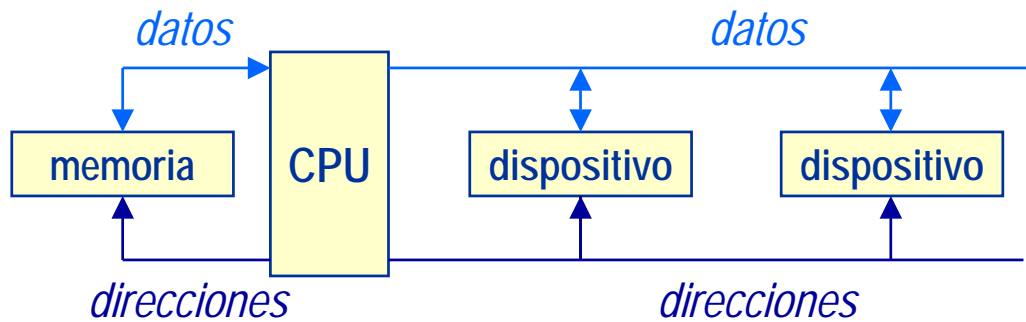 datos
datos
memoria
CPU
dispositivo
dispositivo
direcciones
direcciones